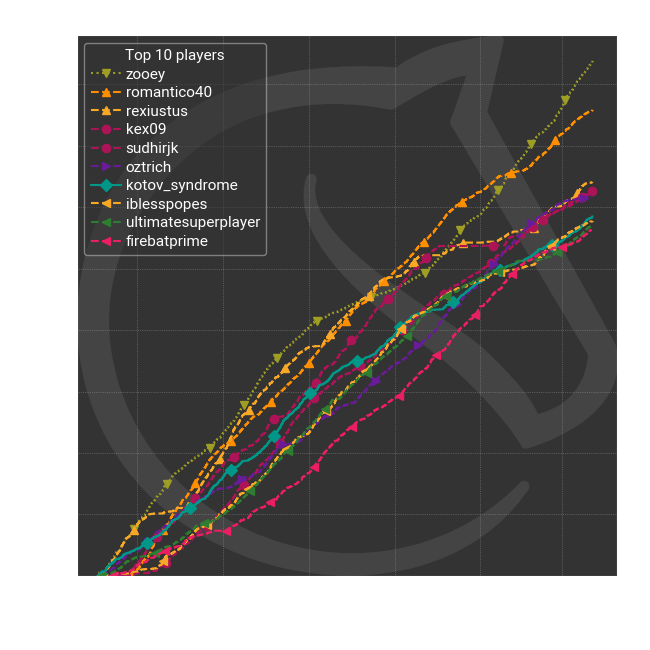 Top 10 players
zooey
romantico40
rexiustus
kex09
sudhirjk
oztrich
kotov_syndrome
iblesspopes
ultimatesuperplayer
firebatprime